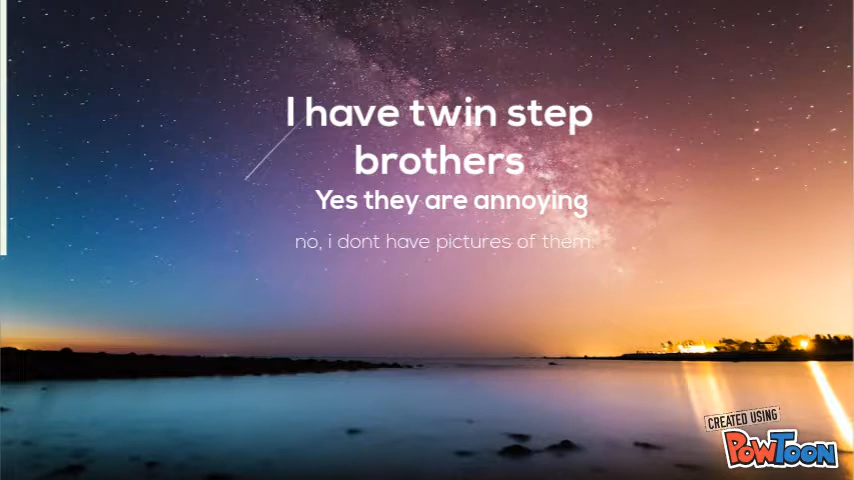 I have twin step
brothers
Yes they are annoying
no, i dont have pictures of them.
CREATED USING
POWTOON